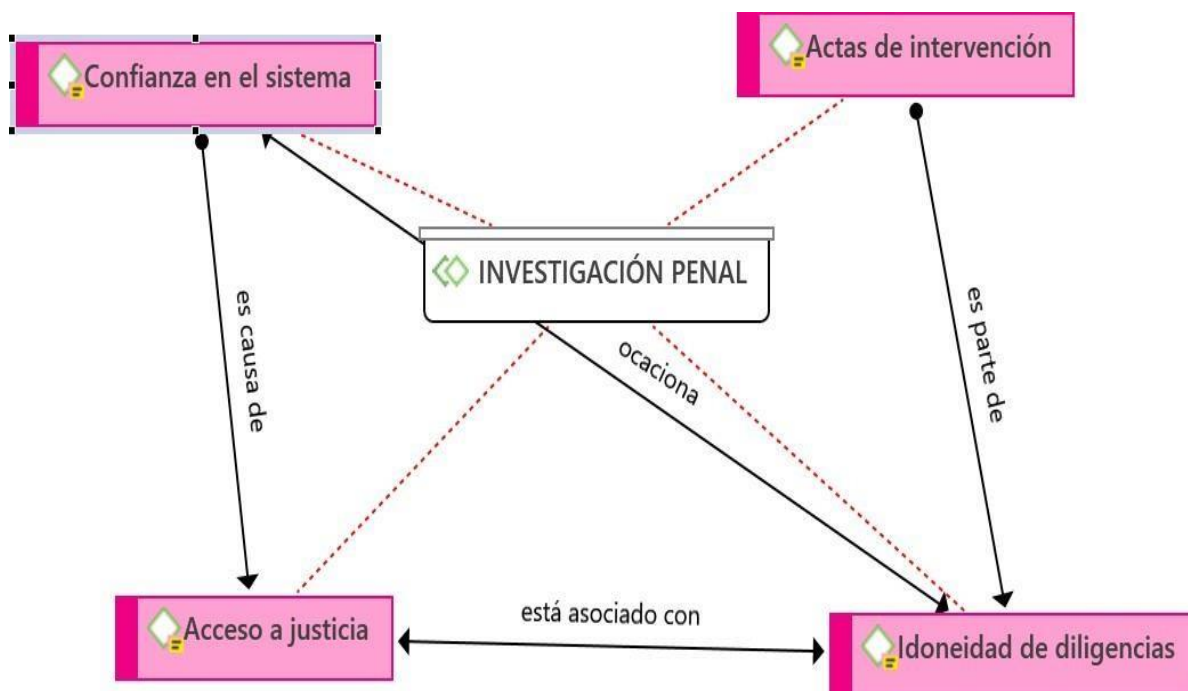 Actas de intervención
Confianza en el sistema
INVESTIGACIÓN PENAL
es causa de
es parte de
ocaciona
está asociado con
Acceso a justicia
Idoneidad de diligencias